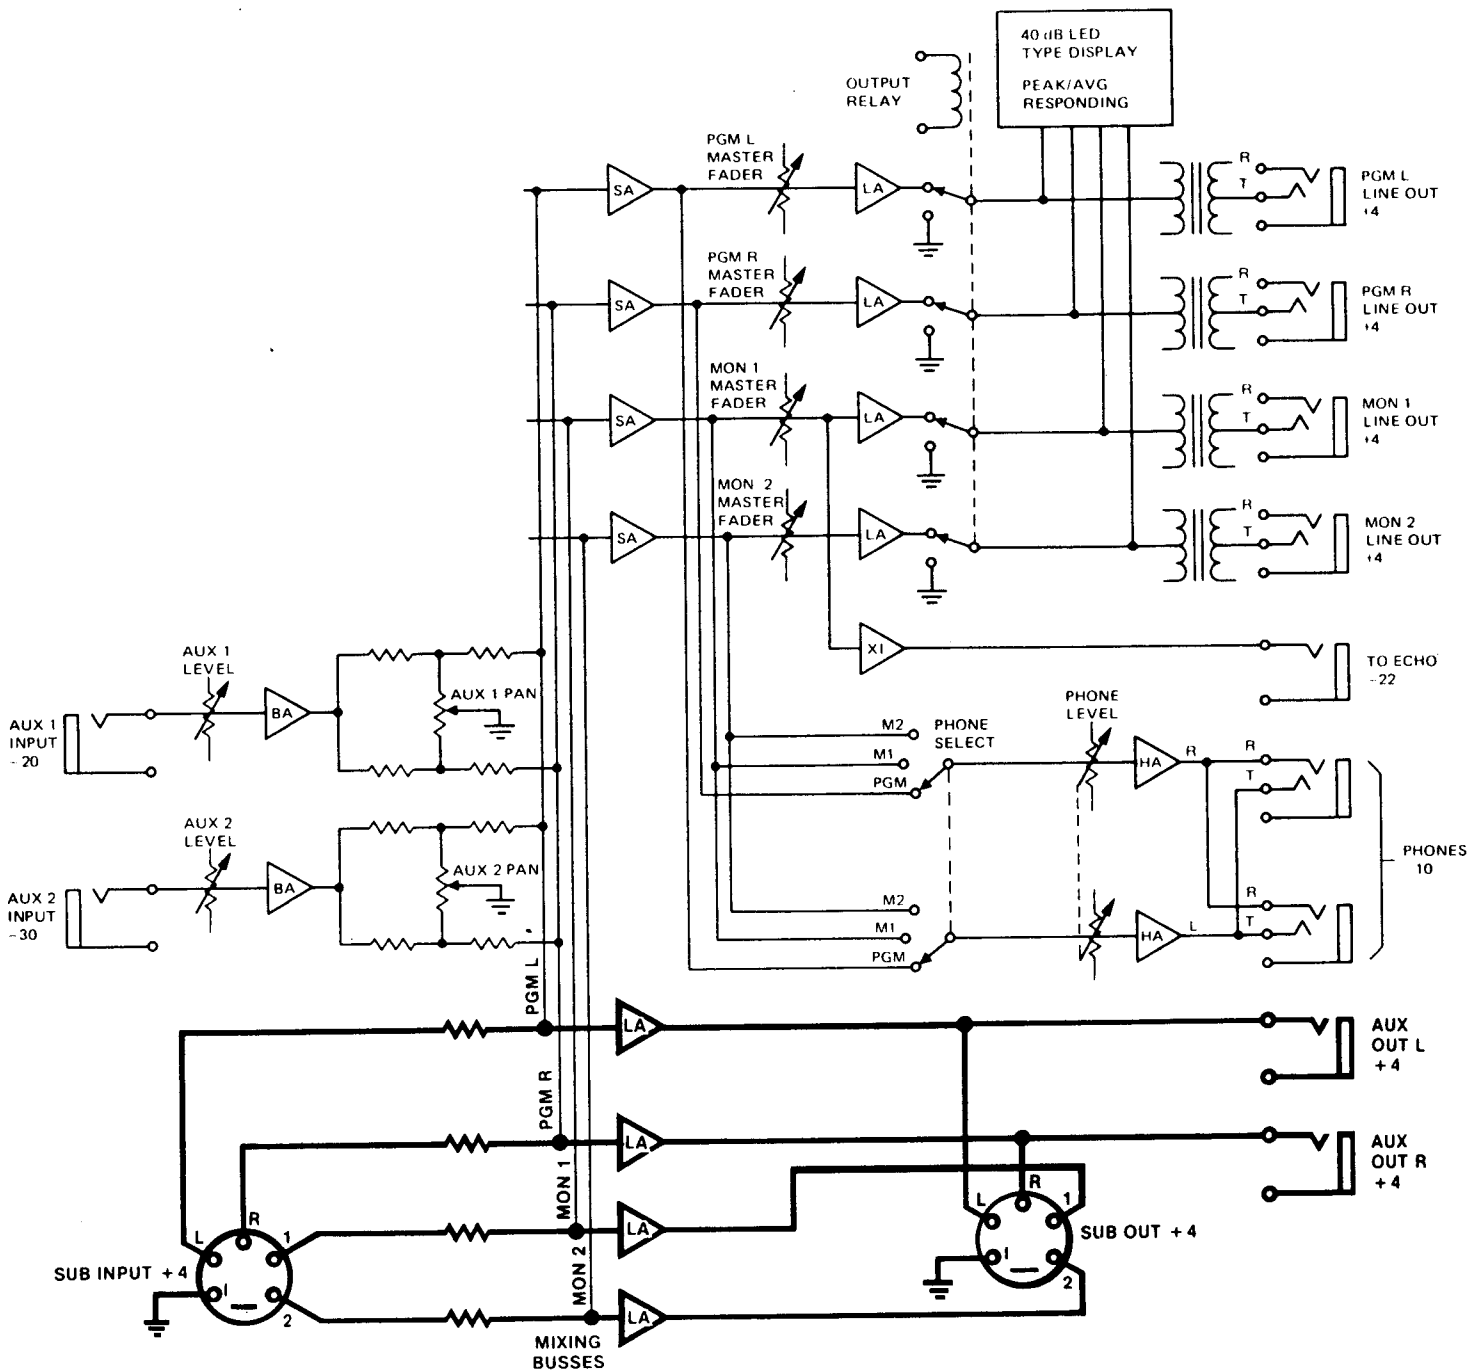 40 dB LED
TYPE DISPLAY
PEAK/AVG
RESPONDING
OUTPUT
RELAY
PGM L
MASTER
FADER
SA
LA
R
T
PGM L
LINE OUT
+4
PGM R
MASTER
FADER
SA
LA
R
T
PGM R
LINE OUT
+4
MON 1
MASTER
FADER
SA
LA
R
T
MON 1
LINE OUT
+4
MON 2
MASTER
FADER
SA
LA
R
T
MON 2
LINE OUT
+4
XI
TO ECHO
-22
AUX 1
LEVEL
AUX 1
INPUT
-20
BA
AUX 1 PAN
M2
M1
PGM
PHONE
SELECT
PHONE
LEVEL
HA
R
R
T
AUX 2
LEVEL
AUX 2
INPUT
-30
BA
AUX 2 PAN
M2
M1
PGM
HA
L
R
T
PHONES
10
PGM L
LA
AUX
OUT L
+4
PGM R
LA
AUX
OUT R
+4
MON 1
LA
MON 2
LA
SUB INPUT +4
L
R
1
2
I
SUB OUT +4
L
R
1
2
I
MIXING
BUSSES